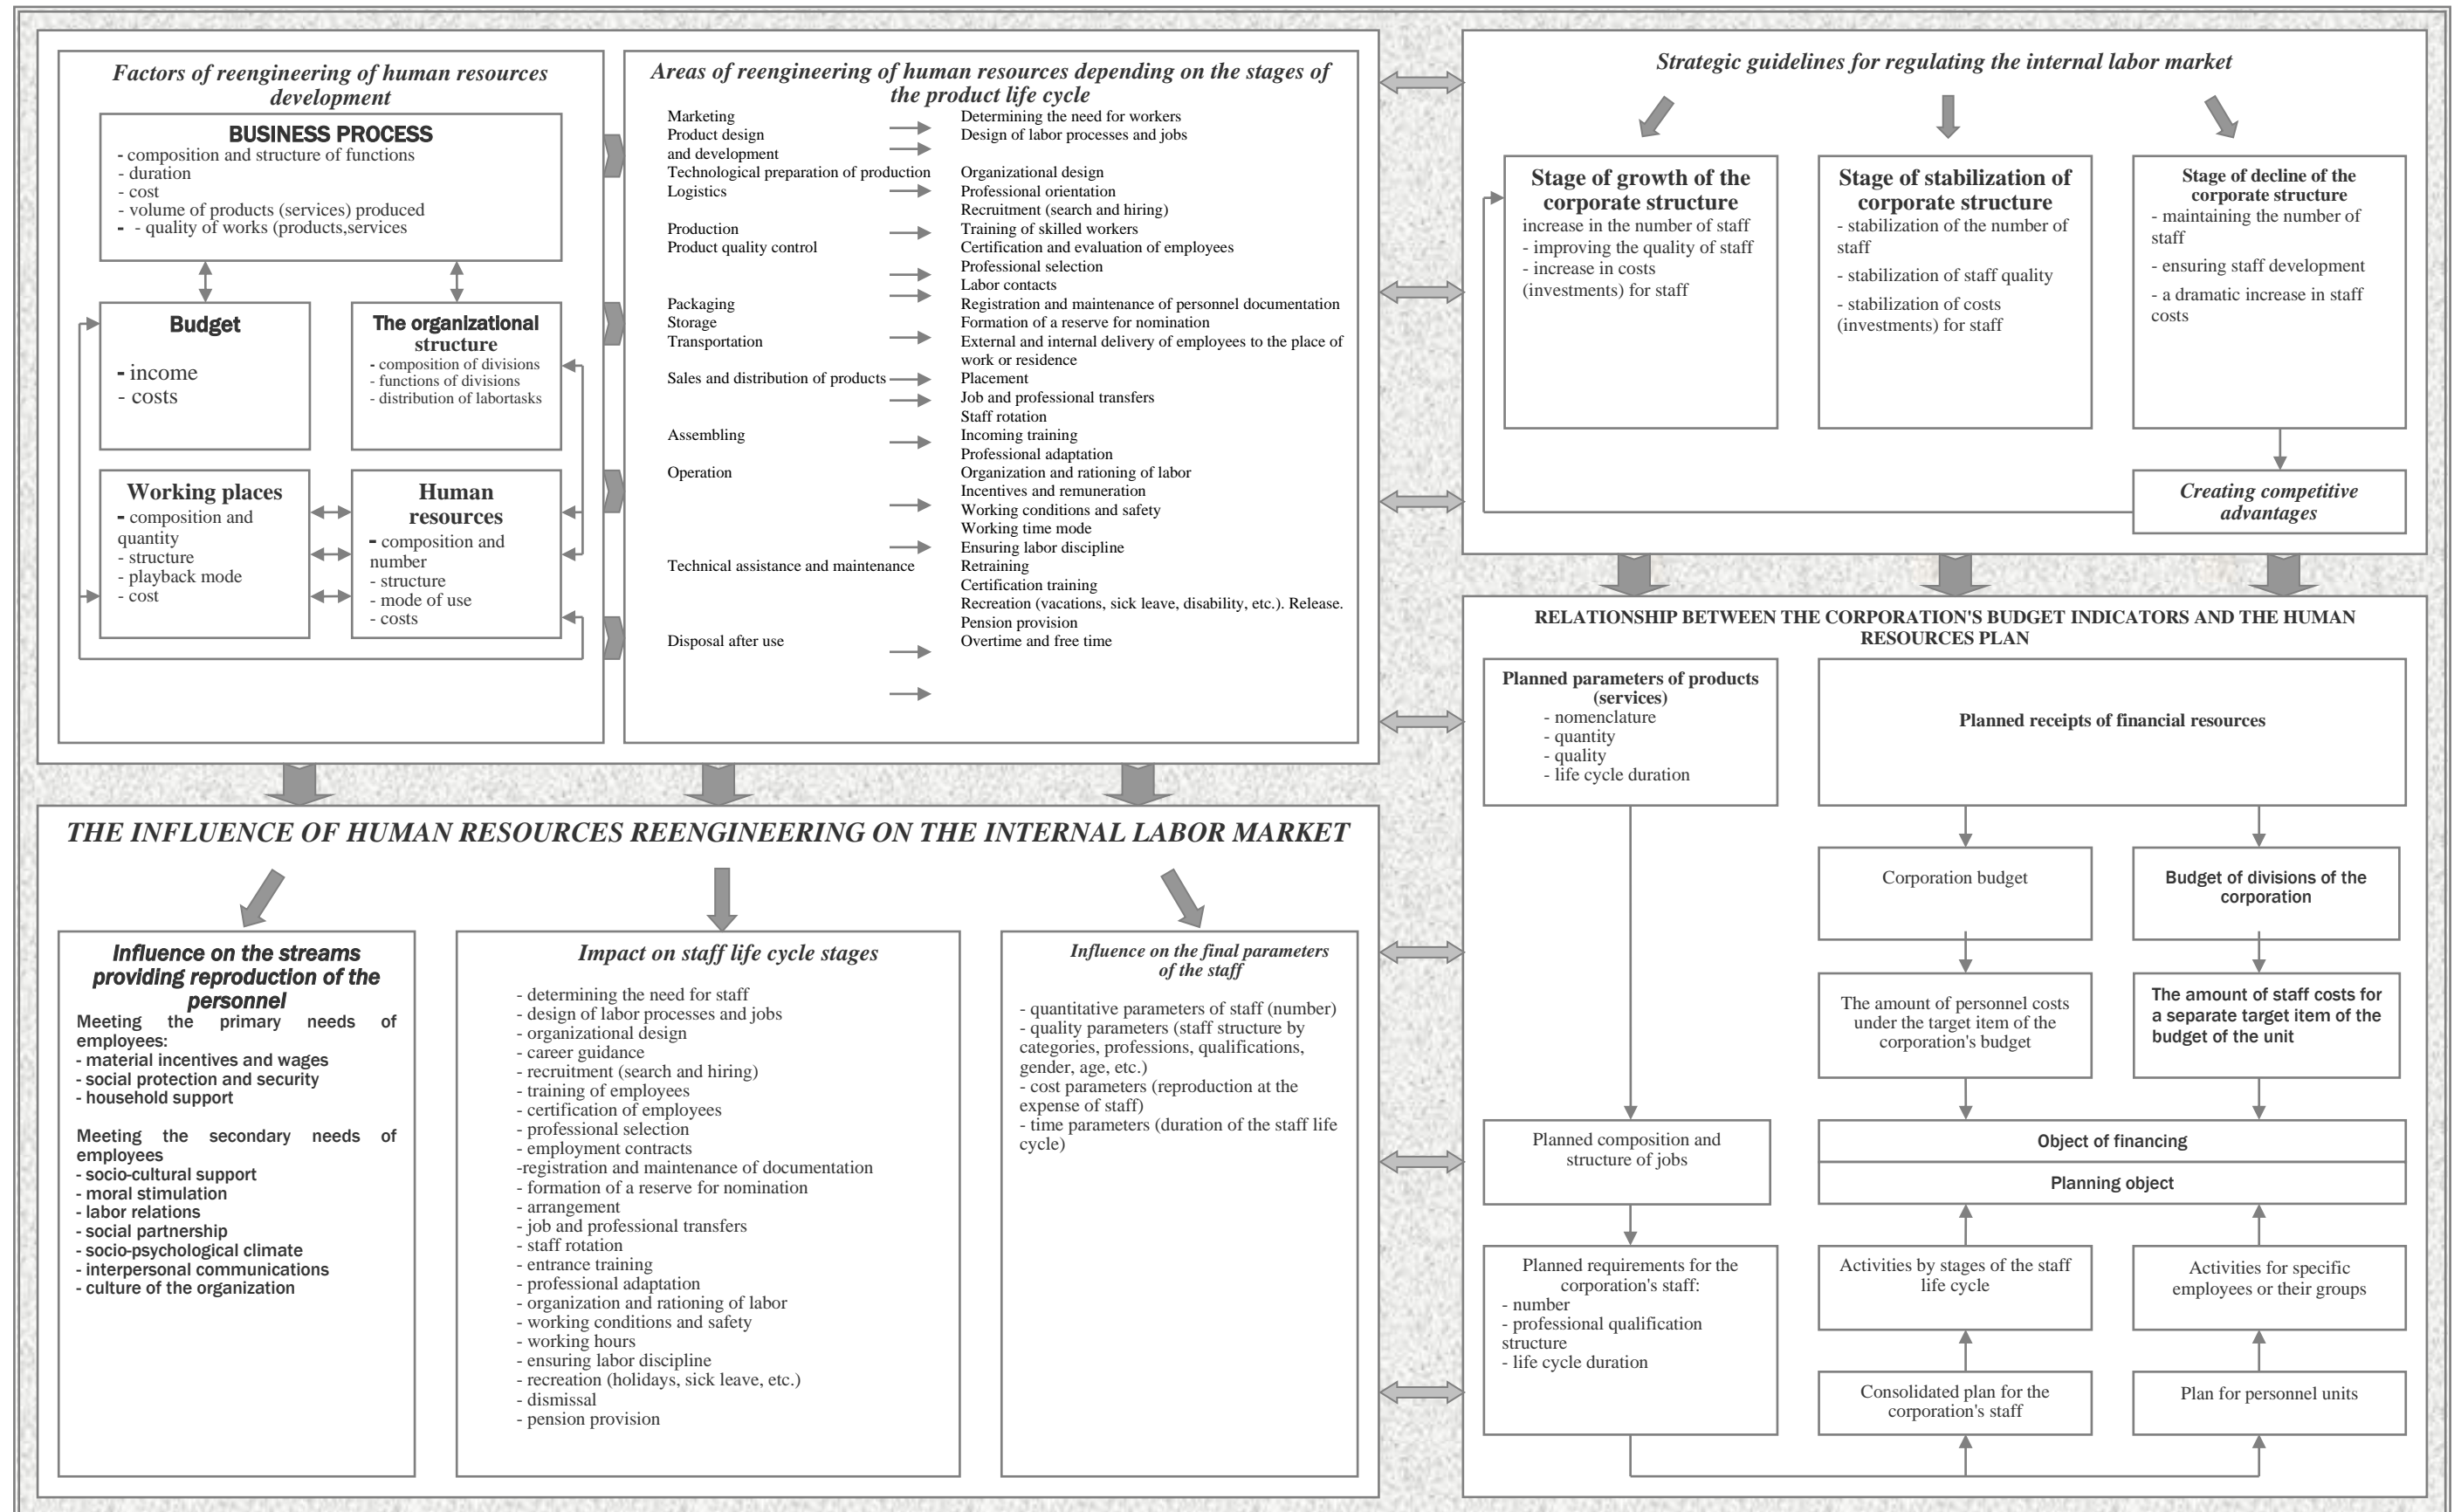 Factors of reengineering of human resources
development
BUSINESS PROCESS
- composition and structure of functions
- duration
- cost
- volume of products (services) produced
- - quality of works (products,services
Budget
- income
- costs
The organizational
structure
- composition of divisions
- functions of divisions
- distribution of labortasks
Working places
- composition and
quantity
- structure
- playback mode
- cost
Human
resources
- composition and
number
- structure
- mode of use
- costs
Areas of reengineering of human resources depending on the stages of
the product life cycle
Marketing
Product design
and development
Technological preparation of production
Logistics
Production
Product quality control
Packaging
Storage
Transportation
Sales and distribution of products
Assembling
Operation
Technical assistance and maintenance
Disposal after use
Determining the need for workers
Design of labor processes and jobs
Organizational design
Professional orientation
Recruitment (search and hiring)
Training of skilled workers
Certification and evaluation of employees
Professional selection
Labor contacts
Registration and maintenance of personnel documentation
Formation of a reserve for nomination
External and internal delivery of employees to the place of
work or residence
Placement
Job and professional transfers
Staff rotation
Incoming training
Professional adaptation
Organization and rationing of labor
Incentives and remuneration
Working conditions and safety
Working time mode
Ensuring labor discipline
Retraining
Certification training
Recreation (vacations, sick leave, disability, etc.). Release.
Pension provision
Overtime and free time
Strategic guidelines for regulating the internal labor market
Stage of growth of the
corporate structure
increase in the number of staff
- improving the quality of staff
- increase in costs
(investments) for staff
Stage of stabilization of
corporate structure
- stabilization of the number of
staff
- stabilization of staff quality
- stabilization of costs
(investments) for staff
Stage of decline of the
corporate structure
- maintaining the number of
staff
- ensuring staff development
- a dramatic increase in staff
costs
Creating competitive
advantages
THE INFLUENCE OF HUMAN RESOURCES REENGINEERING ON THE INTERNAL LABOR MARKET
Influence on the streams
providing reproduction of the
personnel
Meeting the primary needs of
employees:
- material incentives and wages
- social protection and security
- household support
Meeting the secondary needs of
employees
- socio-cultural support
- moral stimulation
- labor relations
- social partnership
- socio-psychological climate
- interpersonal communications
- culture of the organization
Impact on staff life cycle stages
- determining the need for staff
- design of labor processes and jobs
- organizational design
- career guidance
- recruitment (search and hiring)
- training of employees
- certification of employees
- professional selection
- employment contracts
-registration and maintenance of documentation
- formation of a reserve for nomination
- arrangement
- job and professional transfers
- staff rotation
- entrance training
- professional adaptation
- organization and rationing of labor
- working conditions and safety
- working hours
- ensuring labor discipline
- recreation (holidays, sick leave, etc.)
- dismissal
- pension provision
Influence on the final parameters
of the staff
- quantitative parameters of staff (number)
- quality parameters (staff structure by
categories, professions, qualifications,
gender, age, etc.)
- cost parameters (reproduction at the
expense of staff)
- time parameters (duration of the staff life
cycle)
RELATIONSHIP BETWEEN THE CORPORATION'S BUDGET INDICATORS AND THE HUMAN
RESOURCES PLAN
Planned parameters of products
(services)
- nomenclature
- quantity
- quality
- life cycle duration
Planned receipts of financial resources
Corporation budget
Budget of divisions of the
corporation
The amount of personnel costs
under the target item of the
corporation's budget
The amount of staff costs for
a separate target item of the
budget of the unit
Planned composition and
structure of jobs
Object of financing
Planning object
Planned requirements for the
corporation's staff:
- number
- professional qualification
structure
- life cycle duration
Activities by stages of the staff
life cycle
Activities for specific
employees or their groups
Consolidated plan for the
corporation's staff
Plan for personnel units